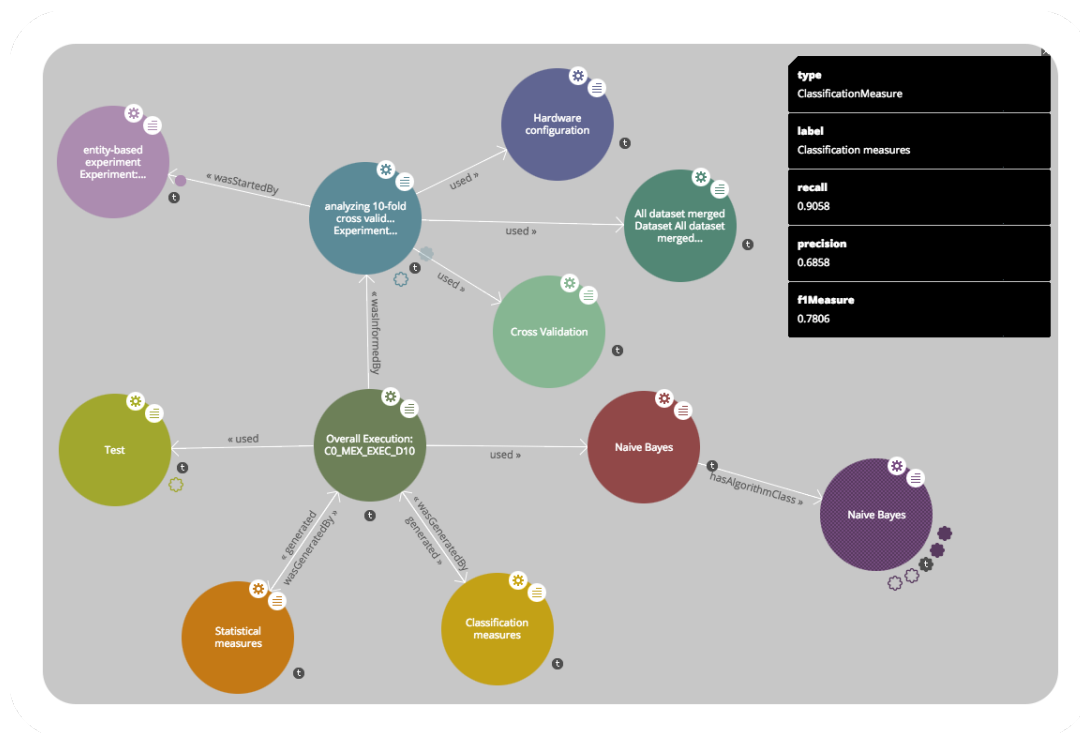 type
ClassificationMeasure
label
Classification measures
recall
0.9058
precision
0.6858
f1Measure
0.7806
Hardware
configuration
t
entity-based
experiment
Experiment:...
t
« wasStartedBy
used »
analyzing 10-fold
cross valid...
Experiment...
t
used »
All dataset merged
Dataset All dataset
merged...
t
used »
Cross Validation
t
« wasInformedBy
Test
t
« used
Overall Execution:
C0_MEX_EXEC_D10
t
used »
Naive Bayes
t
hasAlgorithmClass »
Naive Bayes
t
« generated
wasGeneratedBy »
« wasGeneratedBy
generated »
Statistical
measures
t
Classification
measures
t